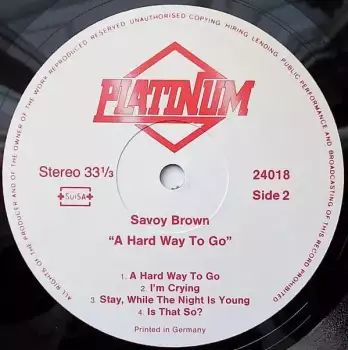 ALL RIGHTS OF THE PRODUCER AND OF THE OWNER OF THE WORK REPRODUCED RESERVED UNAUTHORISED COPYING HIRING LENDING PUBLIC PERFORMANCE AND BROADCASTING OF THIS RECORD PROHIBITED
PLATINUM
Stereo 33 1/3
24018
SUISA
Side 2
Savoy Brown
“A Hard Way To Go”
1. A Hard Way To Go
2. I'm Crying
3. Stay, While The Night Is Young
4. Is That So?
Printed in Germany